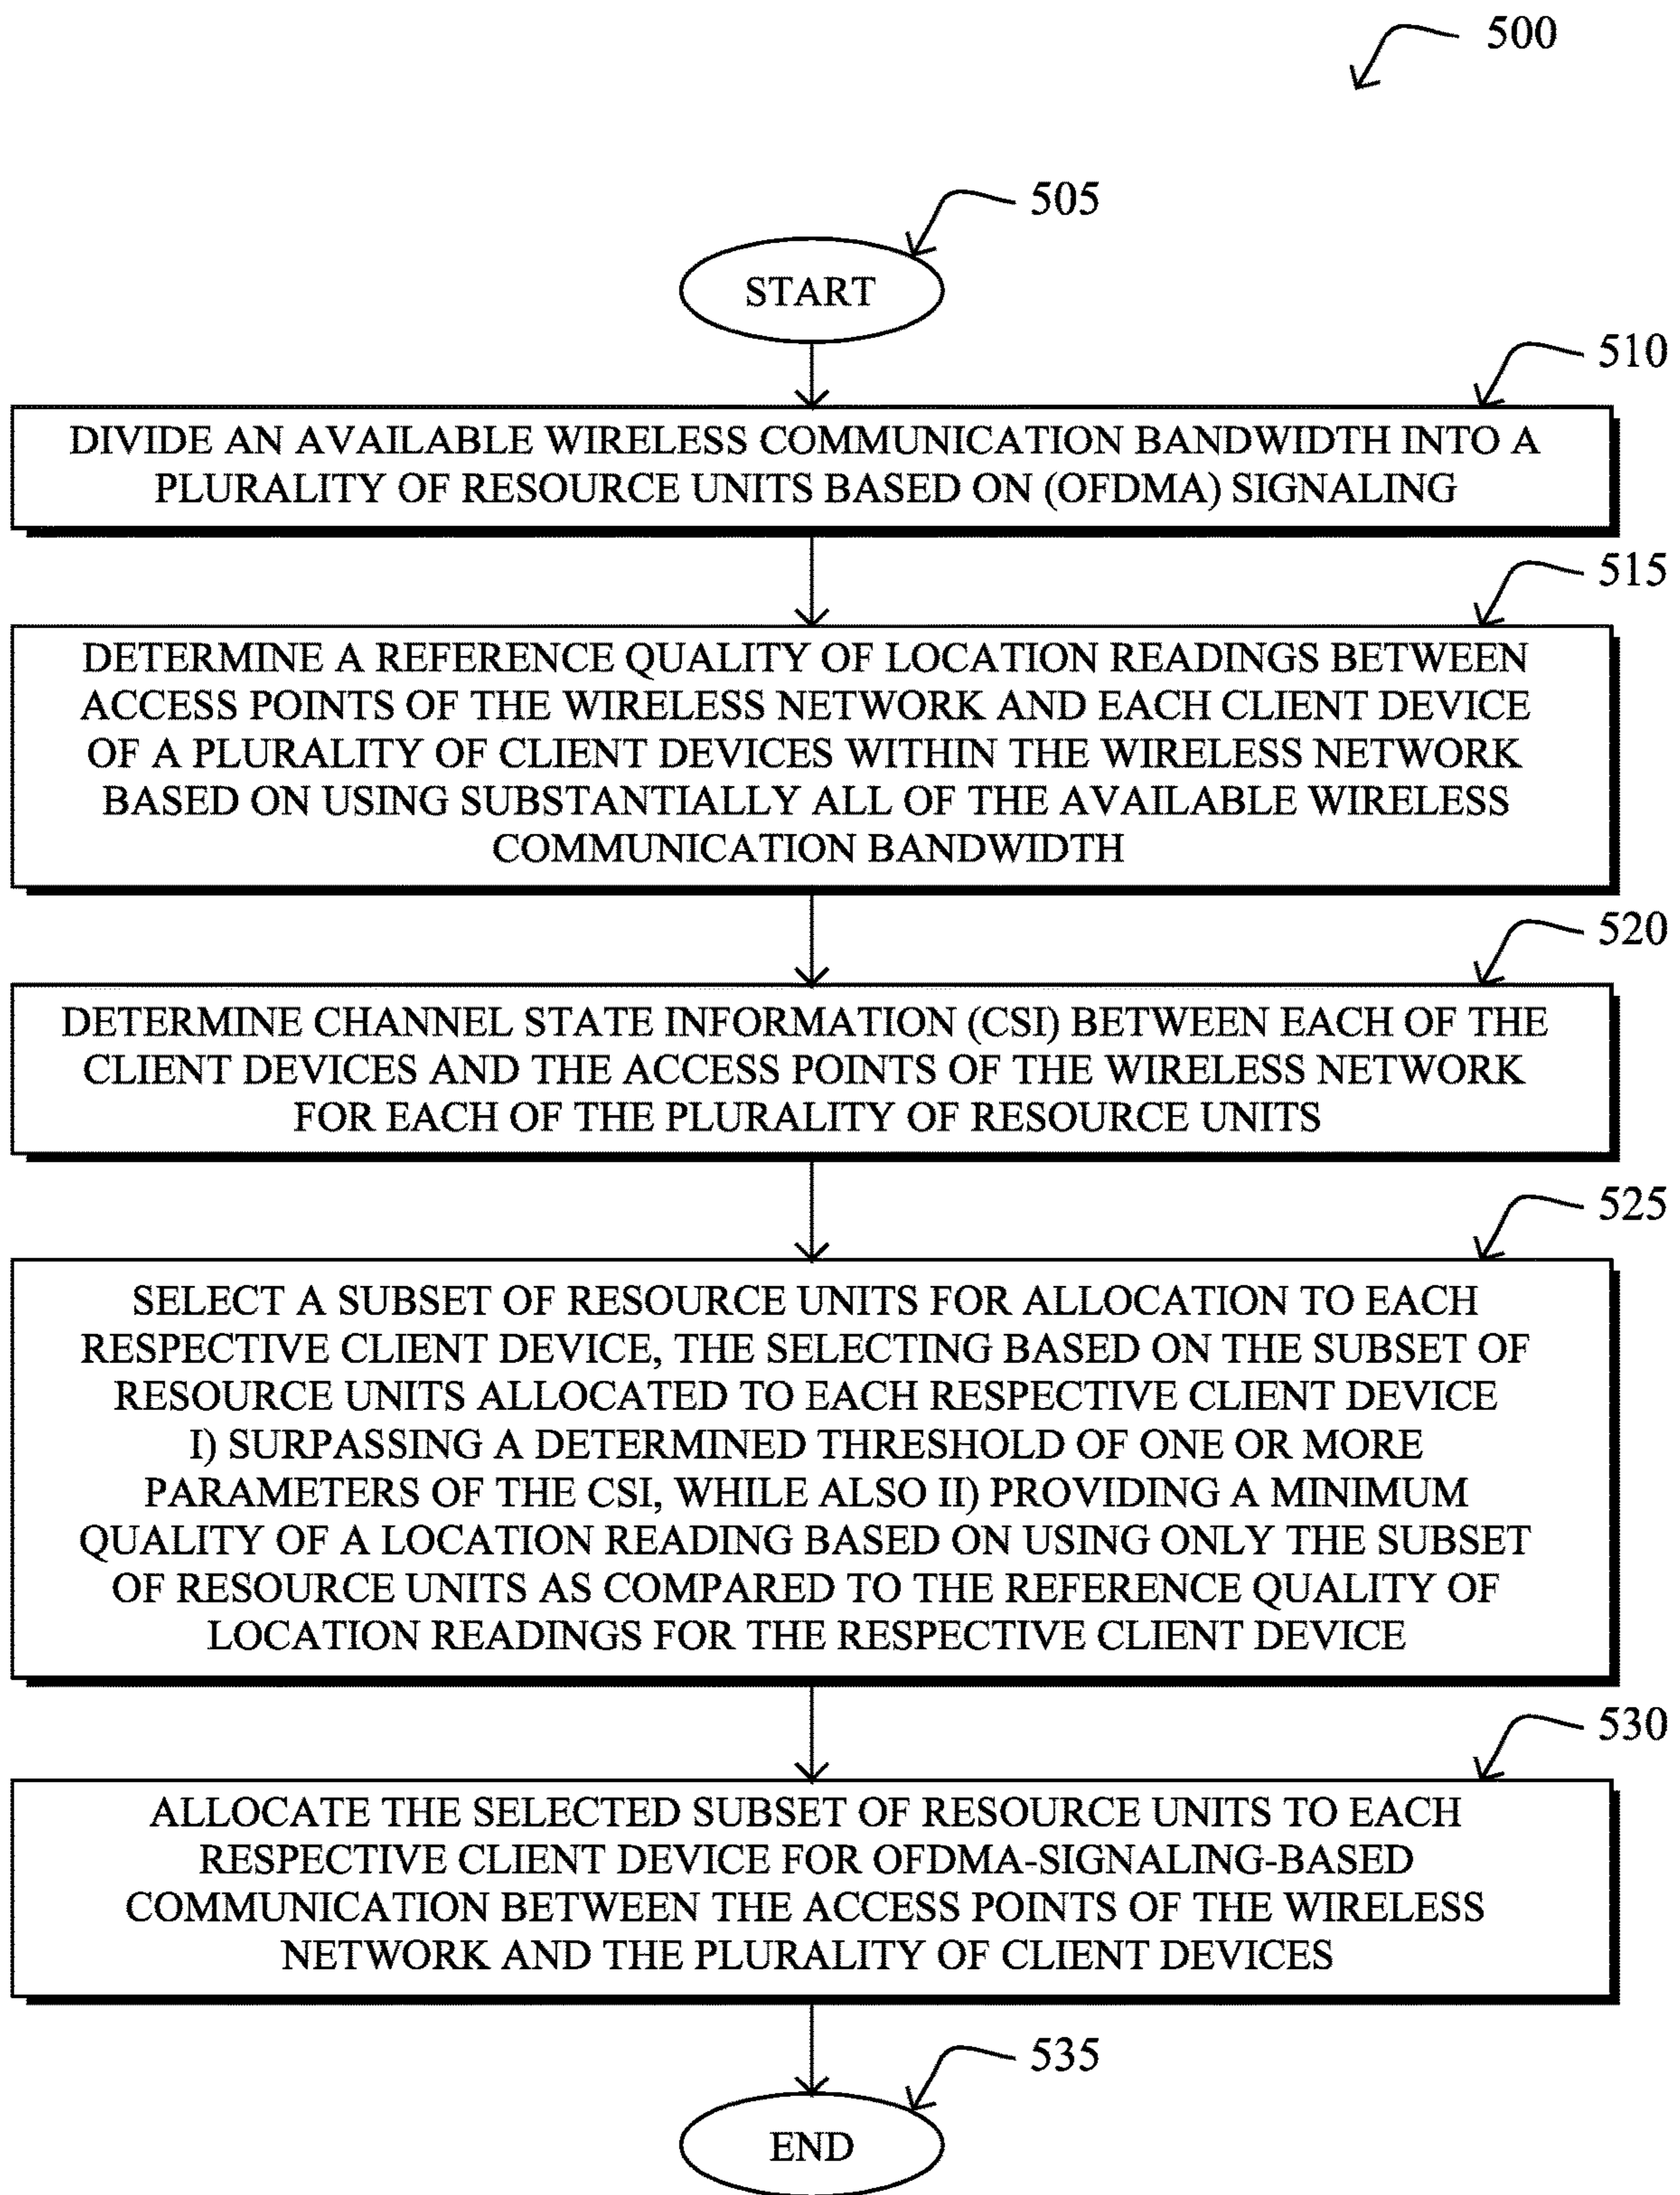 500
505
START
510
DIVIDE AN AVAILABLE WIRELESS COMMUNICATION BANDWIDTH INTO A
PLURALITY OF RESOURCE UNITS BASED ON (OFDMA) SIGNALING
515
DETERMINE A REFERENCE QUALITY OF LOCATION READINGS BETWEEN
ACCESS POINTS OF THE WIRELESS NETWORK AND EACH CLIENT DEVICE
OF A PLURALITY OF CLIENT DEVICES WITHIN THE WIRELESS NETWORK
BASED ON USING SUBSTANTIALLY ALL OF THE AVAILABLE WIRELESS
COMMUNICATION BANDWIDTH
520
DETERMINE CHANNEL STATE INFORMATION (CSI) BETWEEN EACH OF THE
CLIENT DEVICES AND THE ACCESS POINTS OF THE WIRELESS NETWORK
FOR EACH OF THE PLURALITY OF RESOURCE UNITS
525
SELECT A SUBSET OF RESOURCE UNITS FOR ALLOCATION TO EACH
RESPECTIVE CLIENT DEVICE, THE SELECTING BASED ON THE SUBSET OF
RESOURCE UNITS ALLOCATED TO EACH RESPECTIVE CLIENT DEVICE
I) SURPASSING A DETERMINED THRESHOLD OF ONE OR MORE
PARAMETERS OF THE CSI, WHILE ALSO II) PROVIDING A MINIMUM
QUALITY OF A LOCATION READING BASED ON USING ONLY THE SUBSET
OF RESOURCE UNITS AS COMPARED TO THE REFERENCE QUALITY OF
LOCATION READINGS FOR THE RESPECTIVE CLIENT DEVICE
530
ALLOCATE THE SELECTED SUBSET OF RESOURCE UNITS TO EACH
RESPECTIVE CLIENT DEVICE FOR OFDMA-SIGNALING-BASED
COMMUNICATION BETWEEN THE ACCESS POINTS OF THE WIRELESS
NETWORK AND THE PLURALITY OF CLIENT DEVICES
535
END